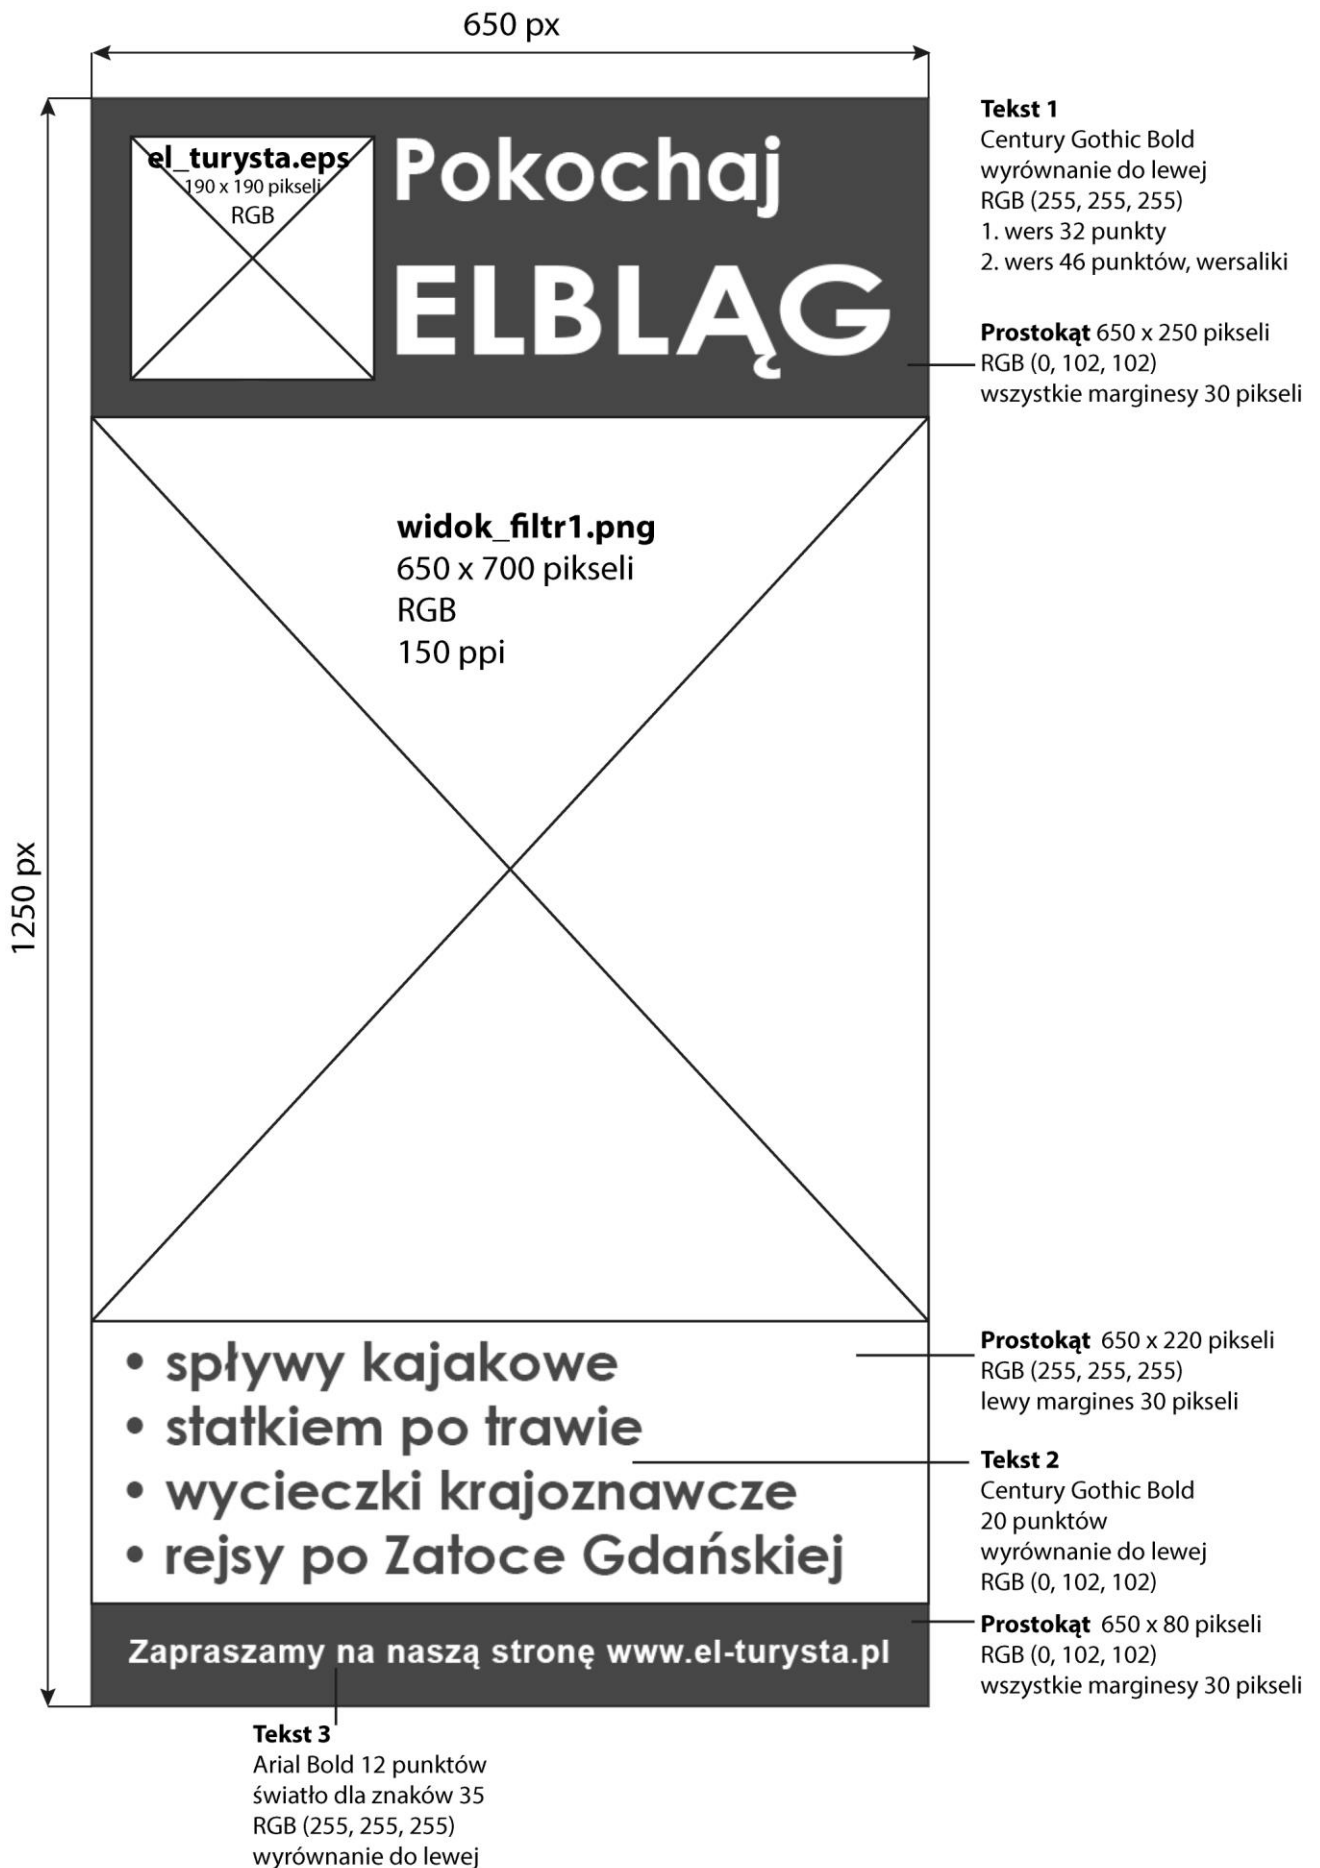 650 px
1250 px
el_turysta.eps
190 x 190 pikseli
RGB
Pokochaj
ELBLĄG
Tekst 1
Century Gothic Bold
wyrównanie do lewej
RGB (255, 255, 255)
1. wers 32 punkty
2. wers 46 punktów, wersaliki
Prostokąt 650 x 250 pikseli
RGB (0, 102, 102)
wszystkie marginesy 30 pikseli
widok_filtr1.png
650 x 700 pikseli
RGB
150 ppi
• spływy kajakowe
• statkiem po trawie
• wycieczki krajoznawcze
• rejsy po Zatoce Gdańskiej
Prostokąt 650 x 220 pikseli
RGB (255, 255, 255)
lewy margines 30 pikseli
Tekst 2
Century Gothic Bold
20 punktów
wyrównanie do lewej
RGB (0, 102, 102)
Zapraszamy na naszą stronę www.el-turysta.pl
Prostokąt 650 x 80 pikseli
RGB (0, 102, 102)
wszystkie marginesy 30 pikseli
Tekst 3
Arial Bold 12 punktów
światło dla znaków 35
RGB (255, 255, 255)
wyrównanie do lewej